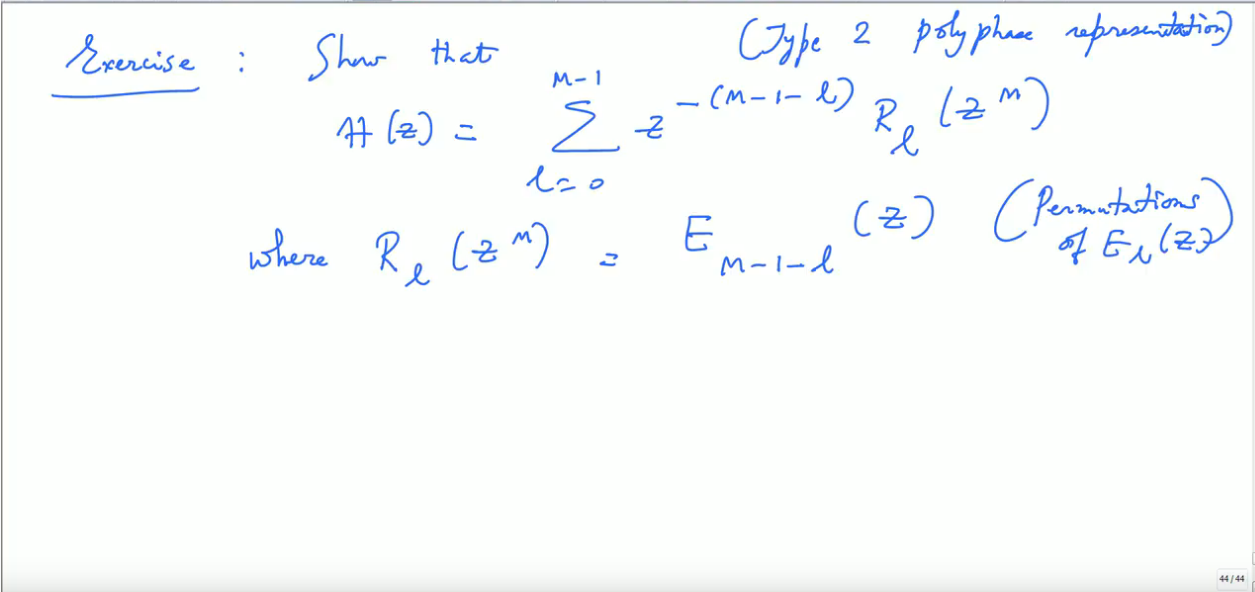 Exercise : Show that (Type 2 polyphase representation)
H(z) = \sum_{l=0}^{M-1} z^{-(M-1-l)} R_l (z^M)
where R_l (z^M) = E_{M-1-l} (z) (Permutations of E_l(z))
44 / 44